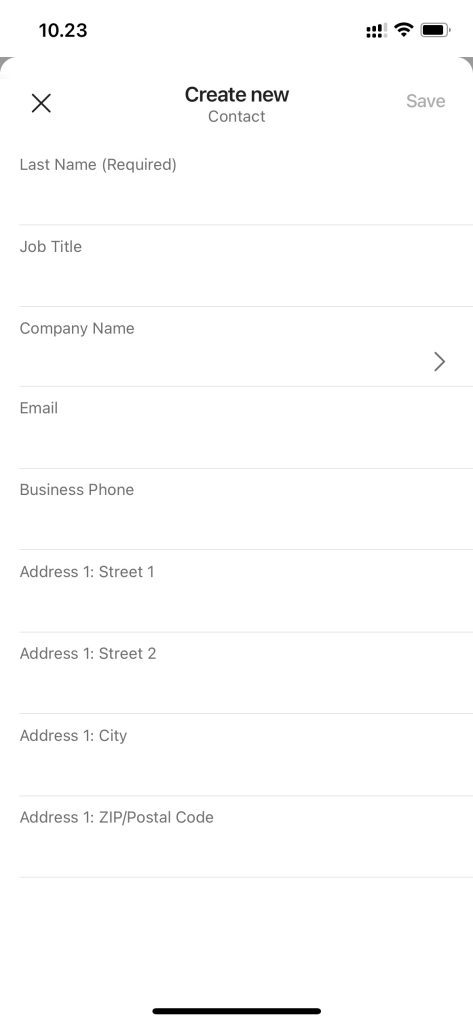 10.23
Create new
Contact
Save
Last Name (Required)
Job Title
Company Name
Email
Business Phone
Address 1: Street 1
Address 1: Street 2
Address 1: City
Address 1: ZIP/Postal Code